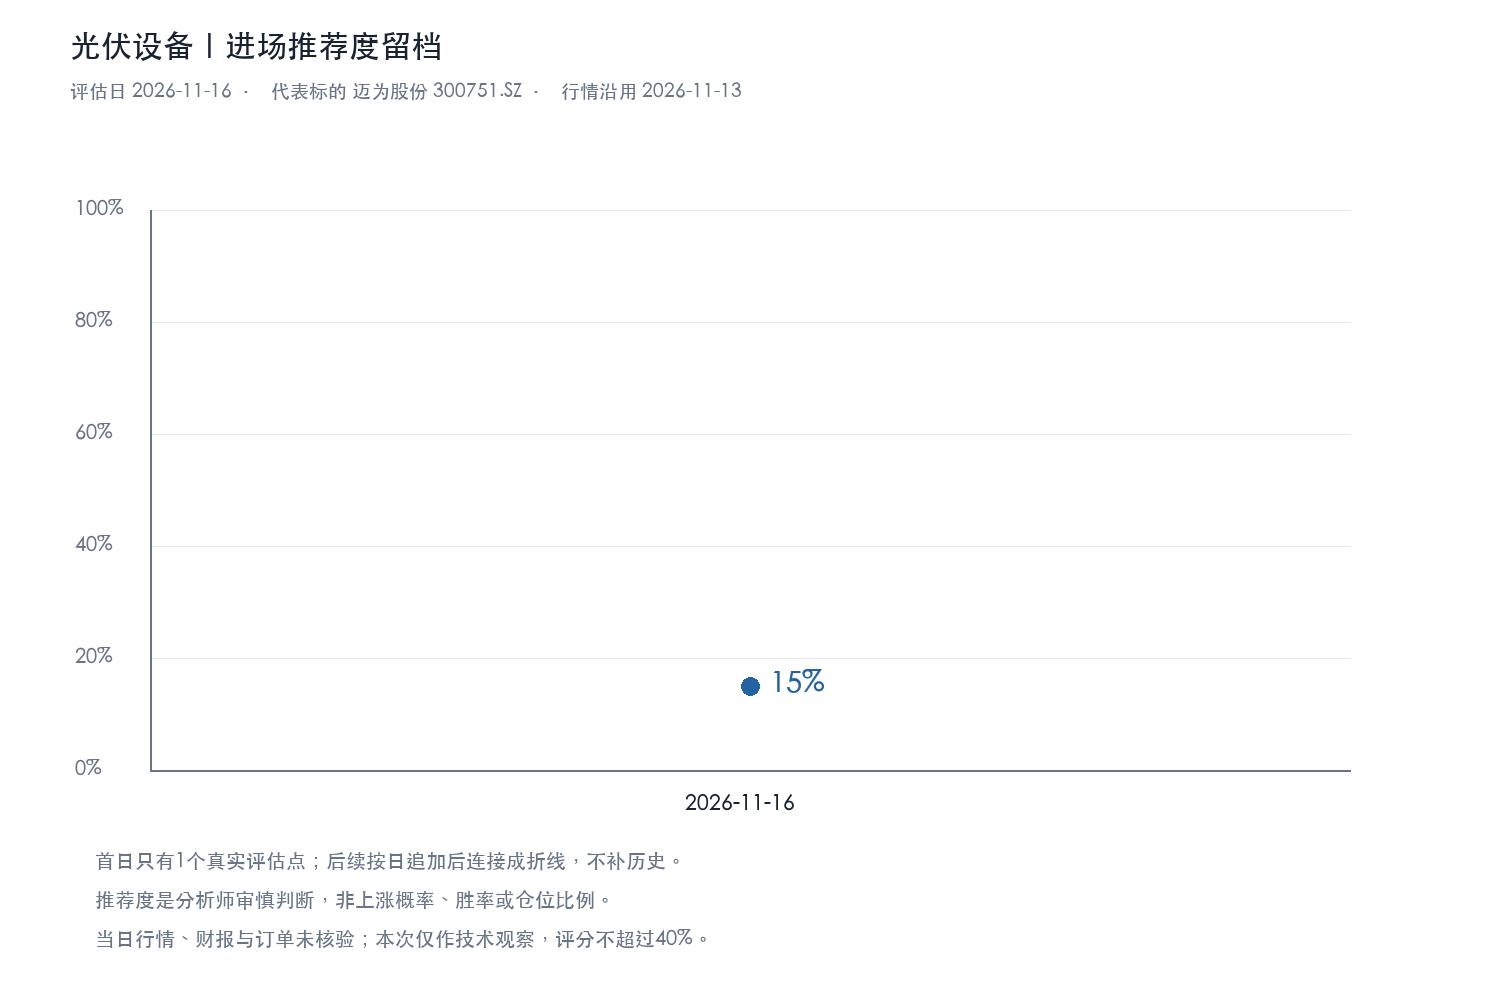 光伏设备｜进场推荐度留档
评估日 2026-11-16 · 代表标的 迈为股份 300751.SZ · 行情沿用 2026-11-13
100%
80%
60%
40%
20%
15%
0%
2026-11-16
首日只有1个真实评估点；后续按日追加后连接成折线，不补历史。
推荐度是分析师审慎判断，非上涨概率、胜率或仓位比例。
当日行情、财报与订单未核验；本次仅作技术观察，评分不超过40%。